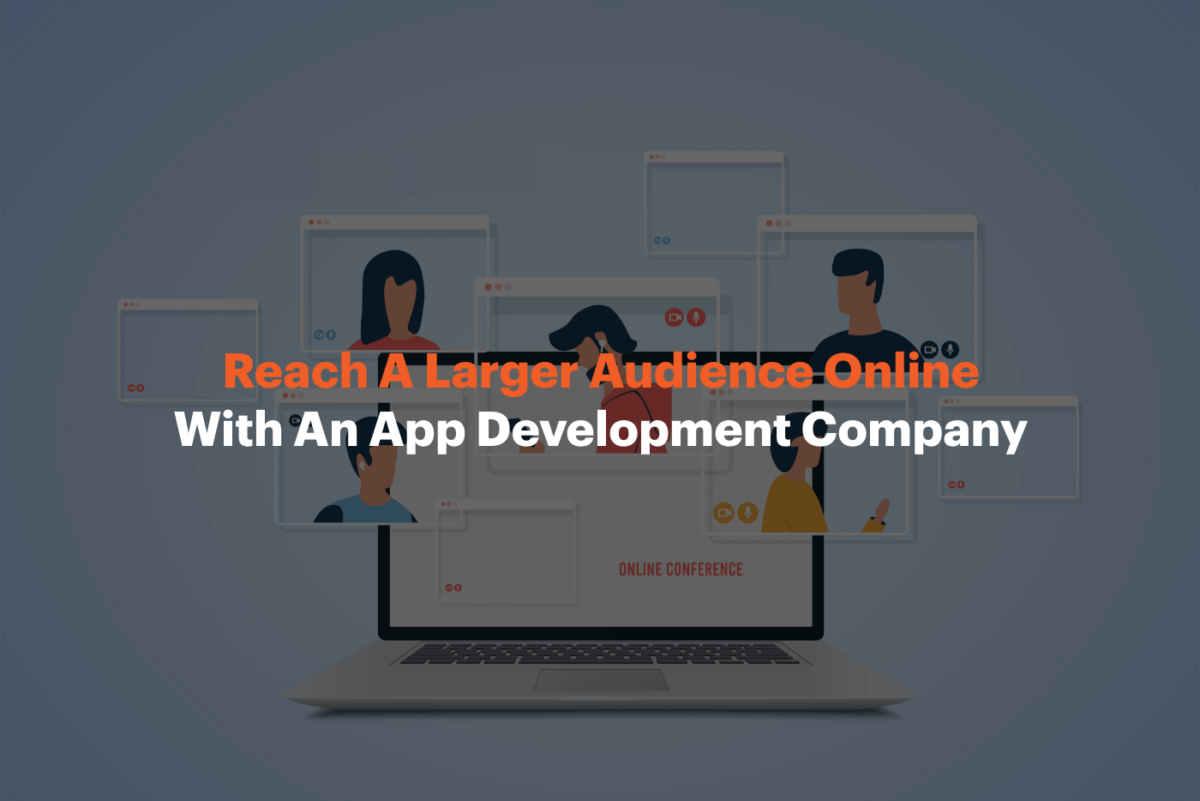 Reach A Larger Audience Online
With An App Development Company
ONLINE CONFERENCE